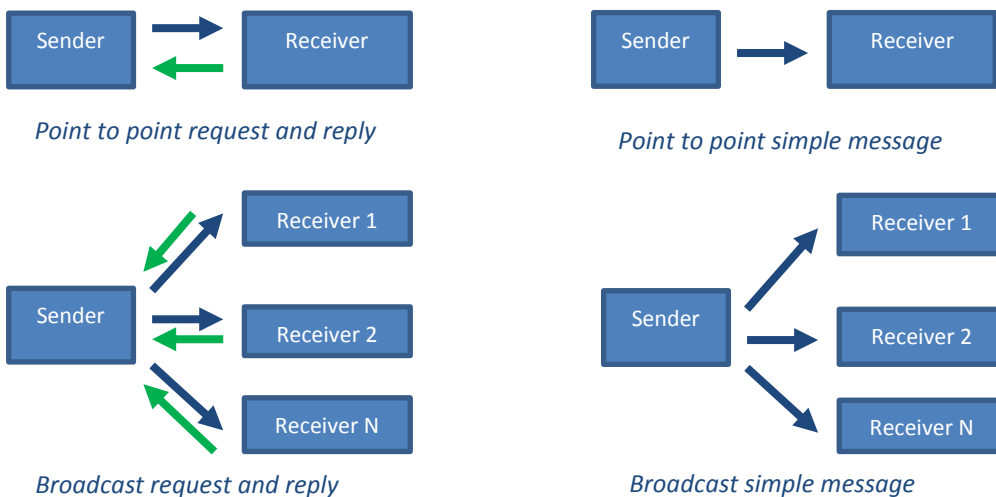 Sender
Receiver
Point to point request and reply
Sender
Receiver
Point to point simple message
Sender
Receiver 1
Receiver 2
Receiver N
Broadcast request and reply
Sender
Receiver 1
Receiver 2
Receiver N
Broadcast simple message